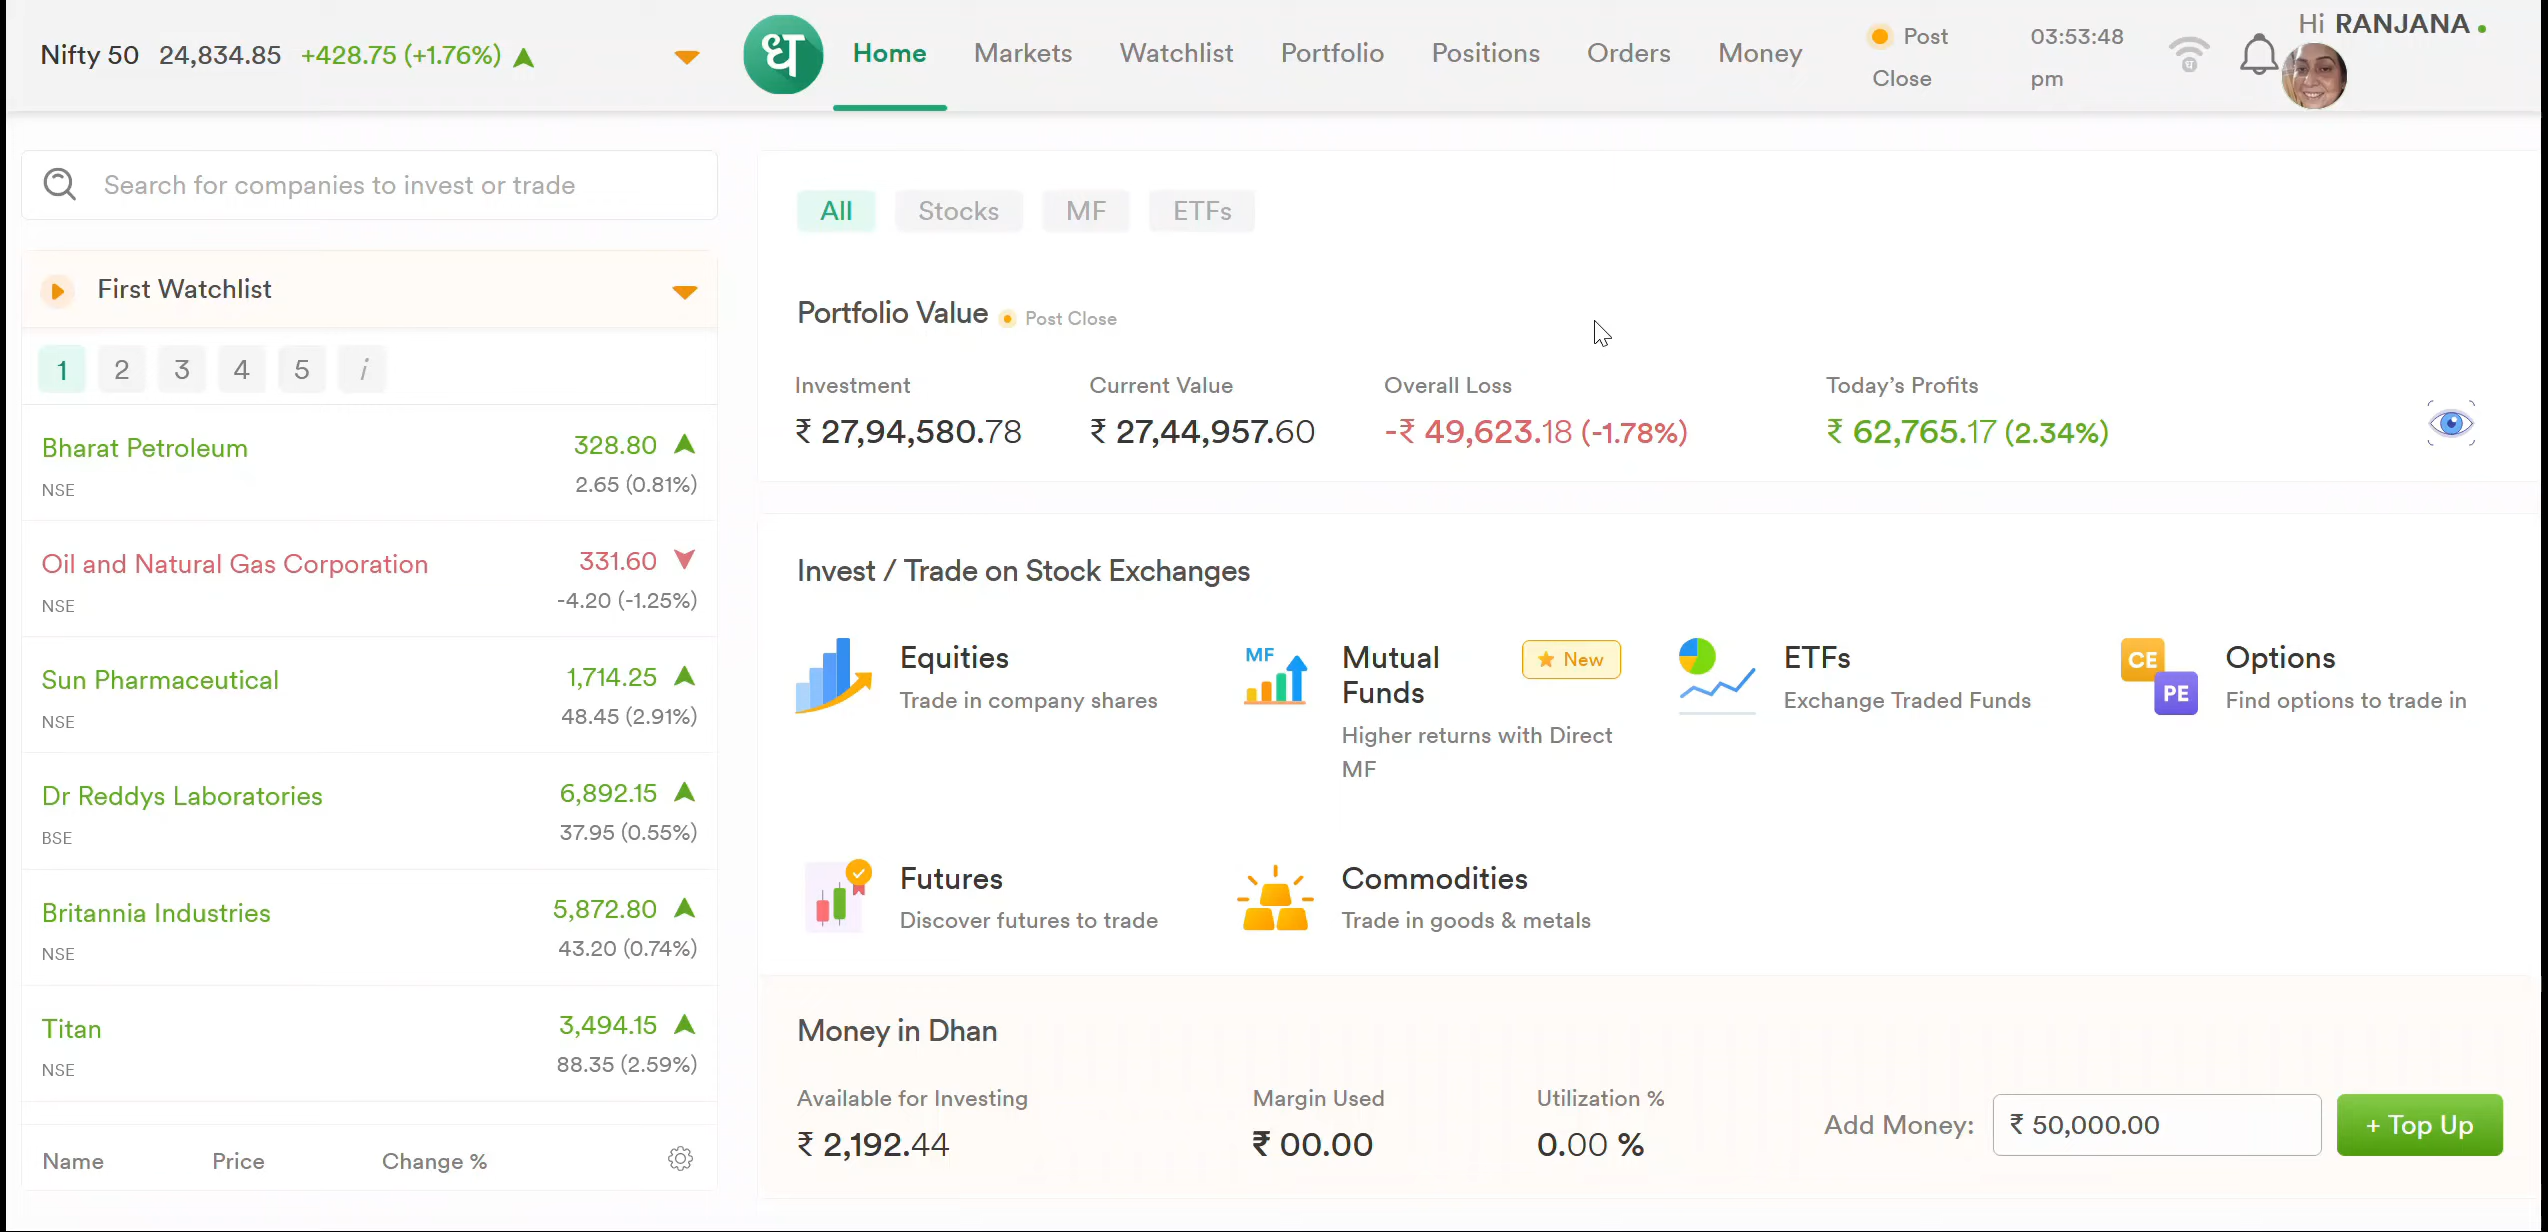 Nifty 50 24,834.85 +428.75 (+1.76%)
ध
Home Markets Watchlist Portfolio Positions Orders Money
Post Close
03:53:48 pm
Hi RANJANA
Search for companies to invest or trade
First Watchlist
1 2 3 4 5 i
Bharat Petroleum 328.80
NSE 2.65 (0.81%)
Oil and Natural Gas Corporation 331.60
NSE -4.20 (-1.25%)
Sun Pharmaceutical 1,714.25
NSE 48.45 (2.91%)
Dr Reddys Laboratories 6,892.15
BSE 37.95 (0.55%)
Britannia Industries 5,872.80
NSE 43.20 (0.74%)
Titan 3,494.15
NSE 88.35 (2.59%)
Name Price Change %
All Stocks MF ETFs
Portfolio Value Post Close
Investment Current Value Overall Loss Today's Profits
₹ 27,94,580.78 ₹ 27,44,957.60 -₹ 49,623.18 (-1.78%) ₹ 62,765.17 (2.34%)
Invest / Trade on Stock Exchanges
Equities
Trade in company shares
MF
Mutual
Funds
New
Higher returns with Direct
MF
ETFs
Exchange Traded Funds
CE
PE
Options
Find options to trade in
Futures
Discover futures to trade
Commodities
Trade in goods & metals
Money in Dhan
Available for Investing Margin Used Utilization %
₹ 2,192.44 ₹ 00.00 0.00 %
Add Money: ₹ 50,000.00 + Top Up